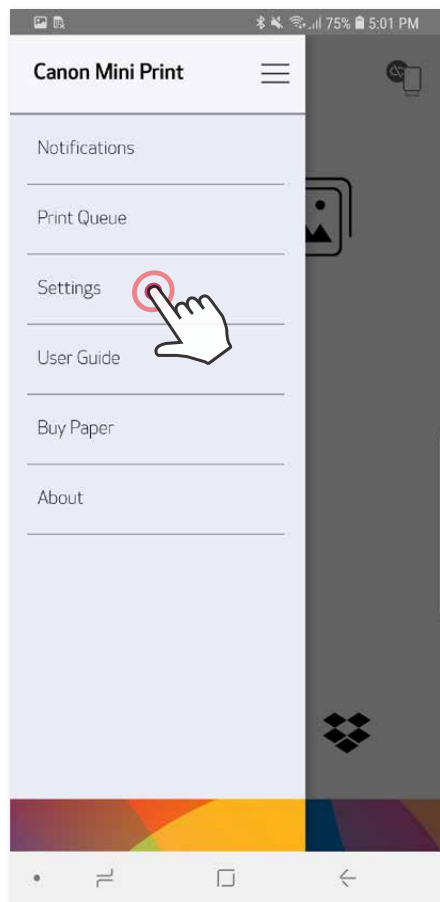 75% 5:01 PM
Canon Mini Print
Notifications
Print Queue
Settings
User Guide
Buy Paper
About